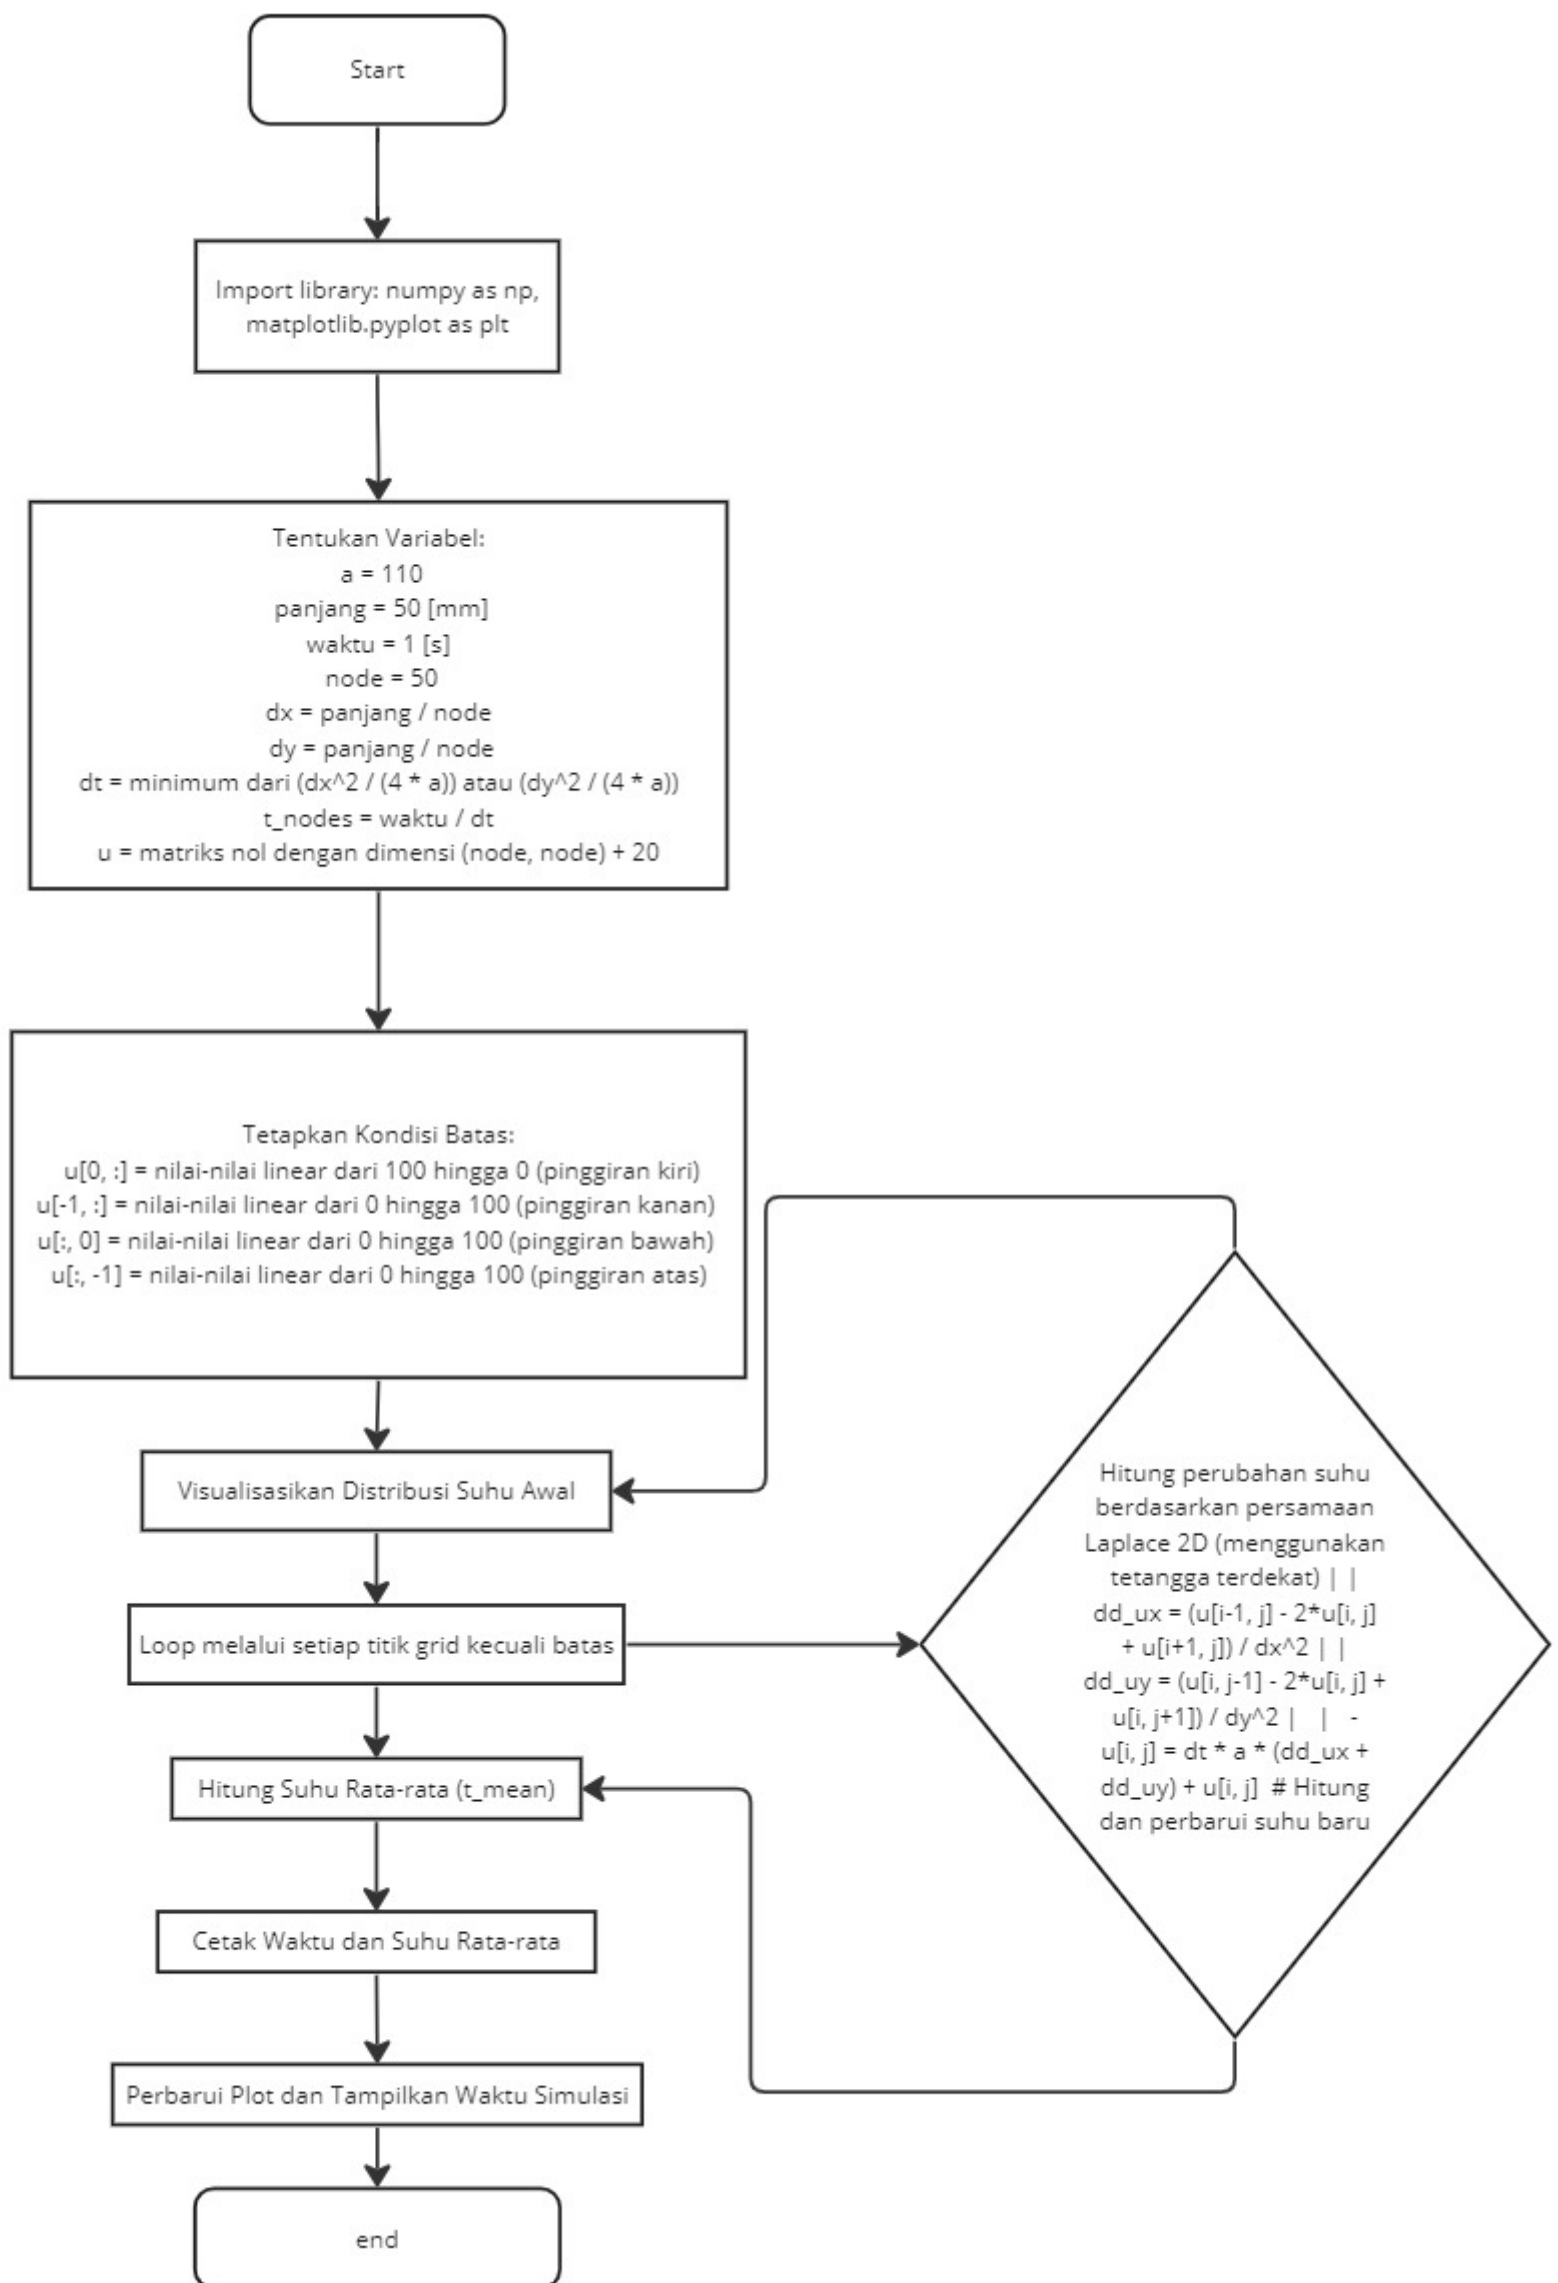 Start
Import library: numpy as np,
matplotlib.pyplot as plt
Tentukan Variabel:
a = 110
panjang = 50 [mm]
waktu = 1 [s]
node = 50
dx = panjang / node
dy = panjang / node
dt = minimum dari (dx^2 / (4 * a)) atau (dy^2 / (4 * a))
t_nodes = waktu / dt
u = matriks nol dengan dimensi (node, node) + 20
Tetapkan Kondisi Batas:
u[0, :] = nilai-nilai linear dari 100 hingga 0 (pinggiran kiri)
u[-1, :] = nilai-nilai linear dari 0 hingga 100 (pinggiran kanan)
u[:, 0] = nilai-nilai linear dari 0 hingga 100 (pinggiran bawah)
u[:, -1] = nilai-nilai linear dari 0 hingga 100 (pinggiran atas)
Visualisasikan Distribusi Suhu Awal
Loop melalui setiap titik grid kecuali batas
Hitung perubahan suhu
berdasarkan persamaan
Laplace 2D (menggunakan
tetangga terdekat) | |
dd_ux = (u[i-1, j] - 2*u[i, j]
+ u[i+1, j]) / dx^2 | |
dd_uy = (u[i, j-1] - 2*u[i, j] +
u[i, j+1]) / dy^2 |   |   -
u[i, j] = dt * a * (dd_ux +
dd_uy) + u[i, j]  # Hitung
dan perbarui suhu baru
Hitung Suhu Rata-rata (t_mean)
Cetak Waktu dan Suhu Rata-rata
Perbarui Plot dan Tampilkan Waktu Simulasi
end